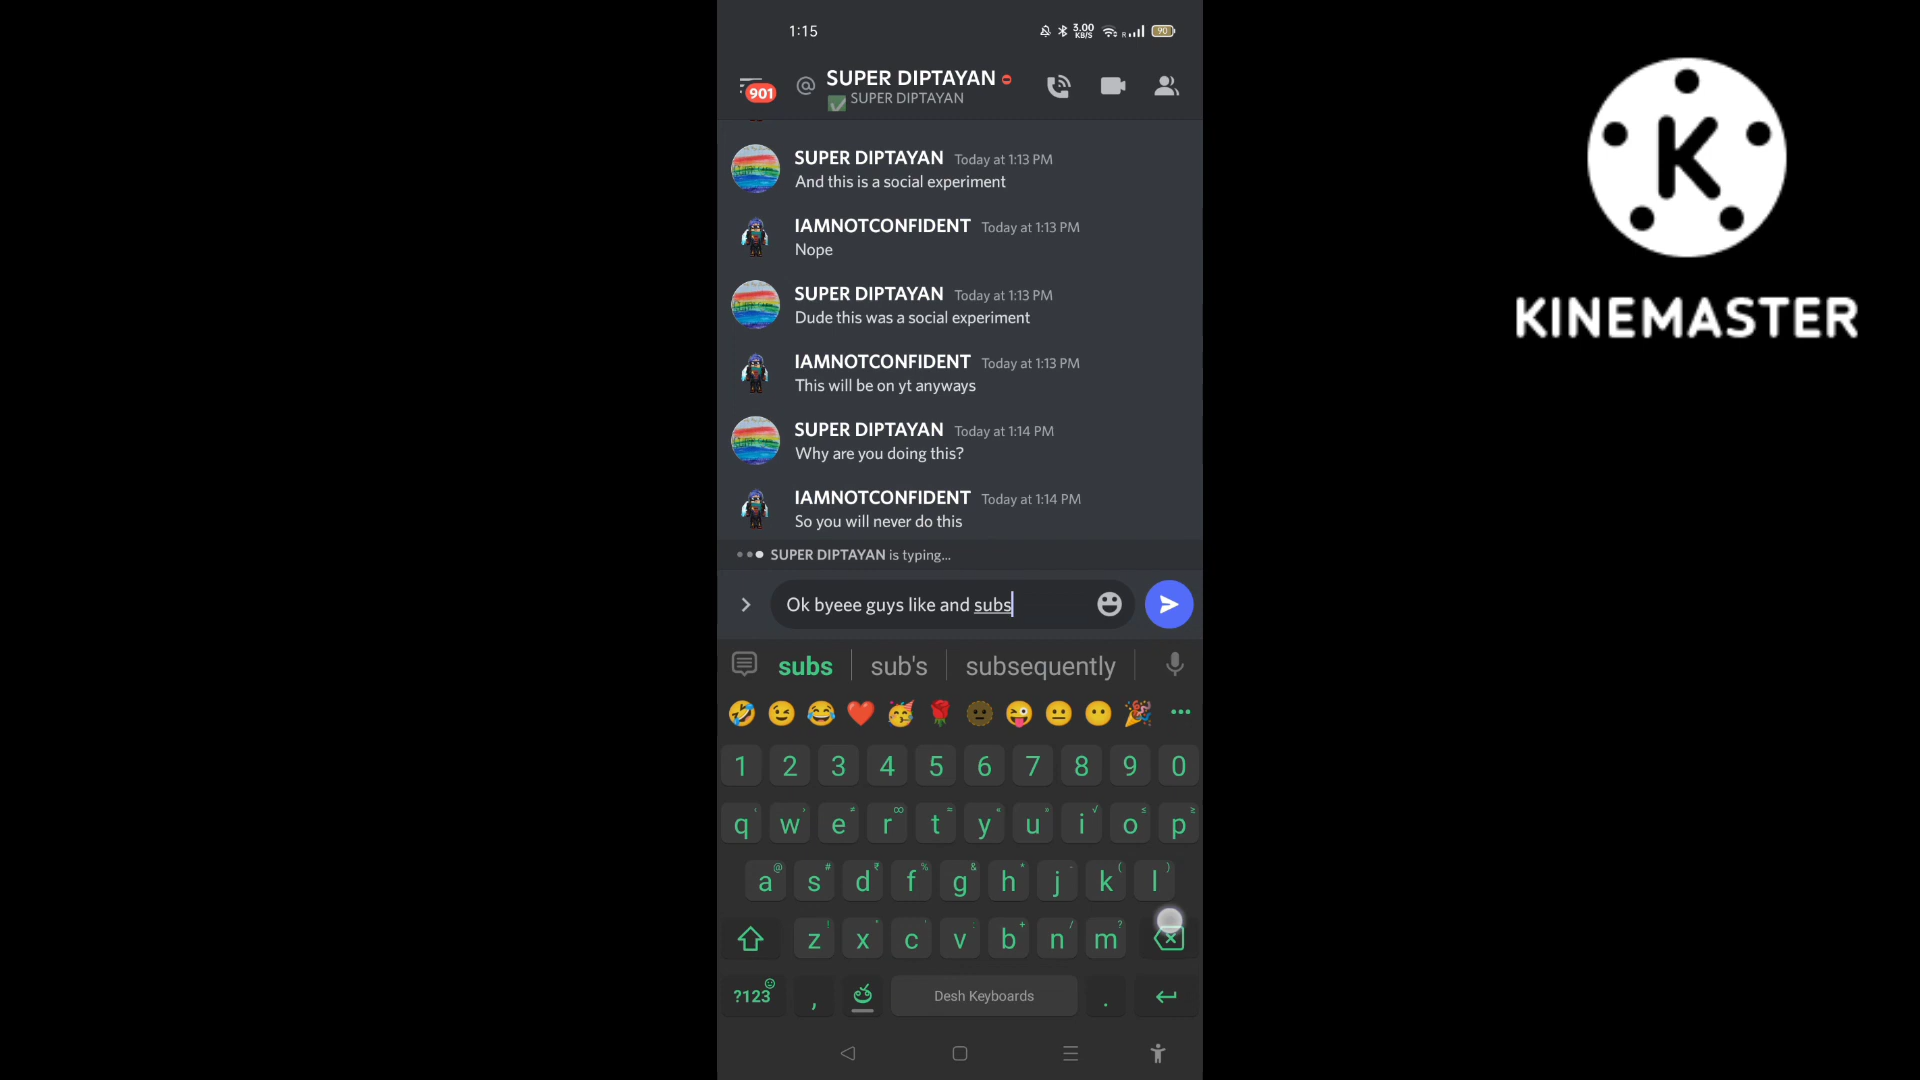 1:15
3.00
KB/S
R
90
901
@ SUPER DIPTAYAN
SUPER DIPTAYAN
SUPER DIPTAYAN Today at 1:13 PM
And this is a social experiment
IAMNOTCONFIDENT Today at 1:13 PM
Nope
SUPER DIPTAYAN Today at 1:13 PM
Dude this was a social experiment
IAMNOTCONFIDENT Today at 1:13 PM
This will be on yt anyways
SUPER DIPTAYAN Today at 1:14 PM
Why are you doing this?
IAMNOTCONFIDENT Today at 1:14 PM
So you will never do this
SUPER DIPTAYAN is typing...
Ok byeee guys like and subs
subs sub's subsequently
1 2 3 4 5 6 7 8 9 0
q w e r t y u i o p
a s d f g h j k l
z x c v b n m
?123 , Desh Keyboards .
K
KINEMASTER